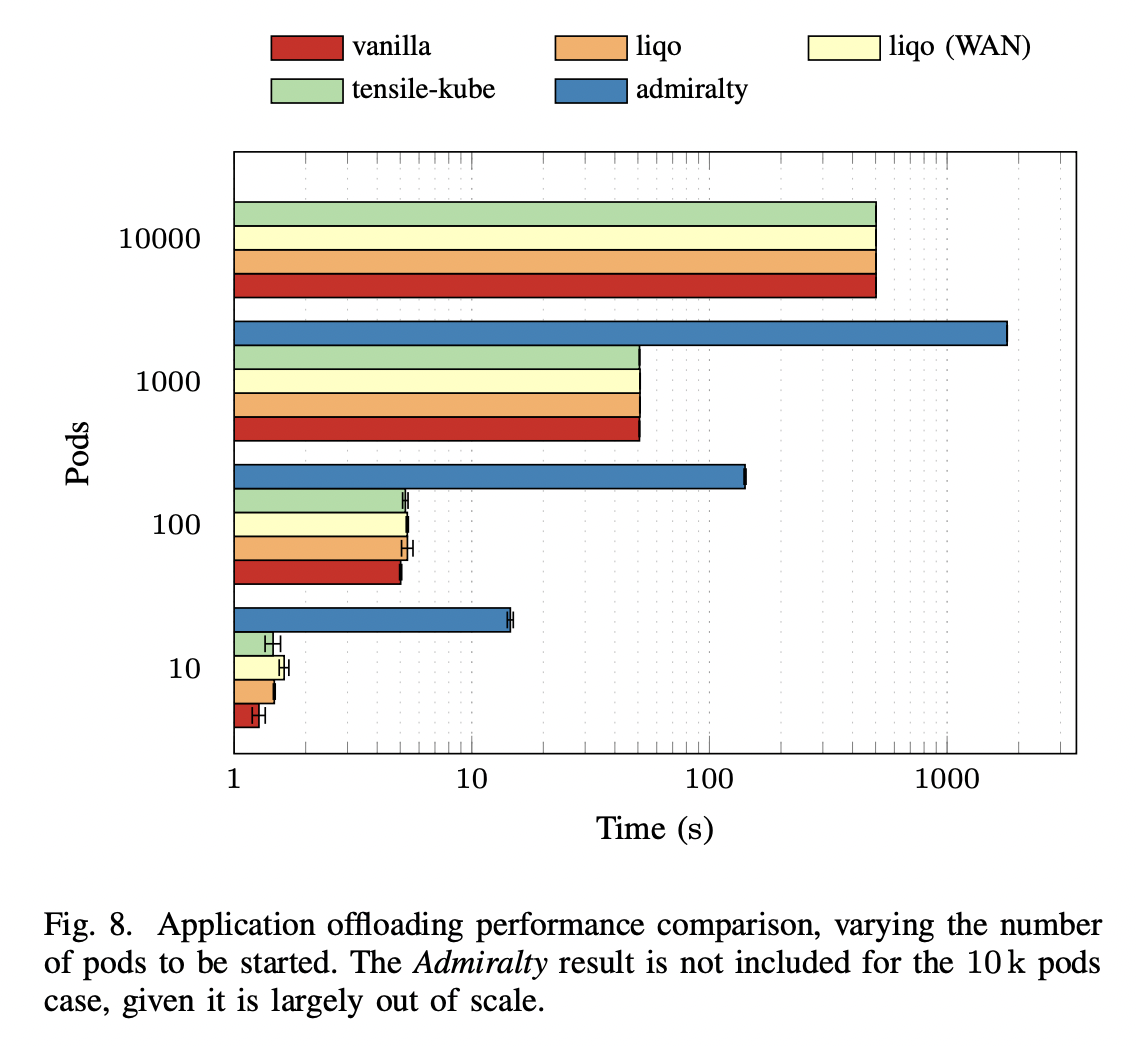 vanilla
liqo
liqo (WAN)
tensile-kube
admiralty
10000
1000
100
10
Pods
1
10
100
1000
Time (s)
Fig. 8. Application offloading performance comparison, varying the number
of pods to be started. The Admiralty result is not included for the 10 k pods
case, given it is largely out of scale.